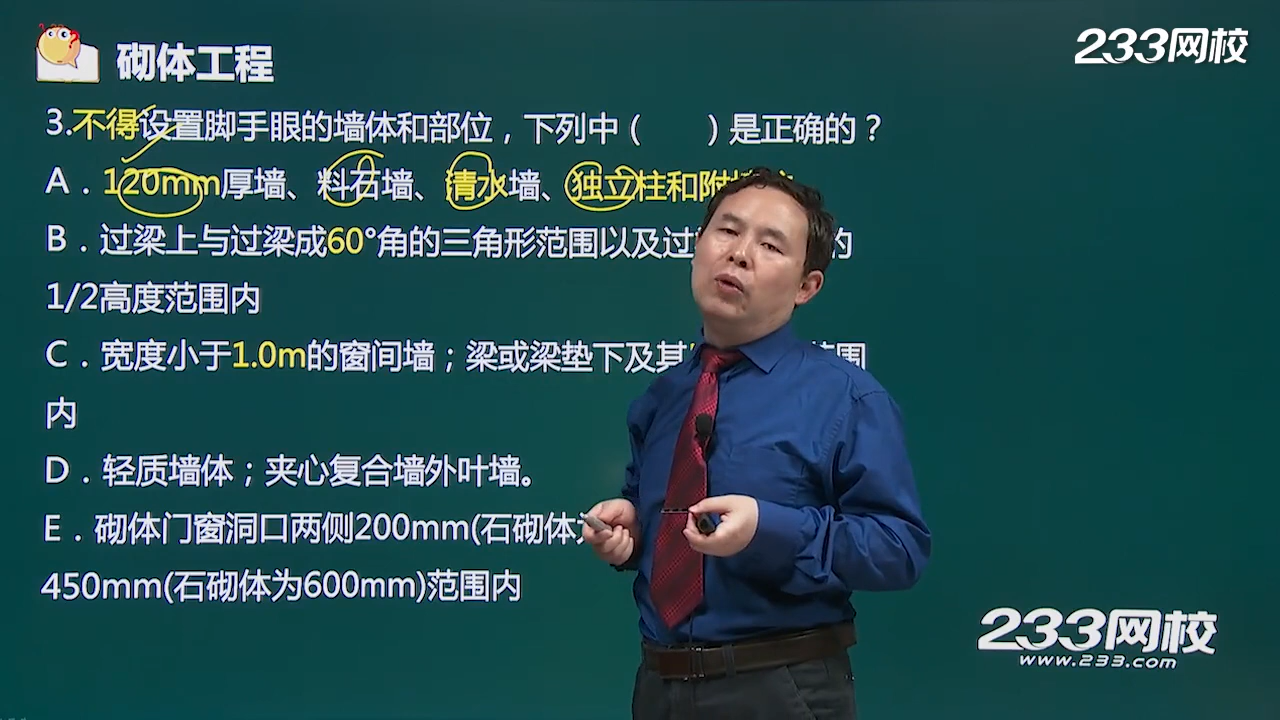 砌体工程
233网校
3.不得设置脚手眼的墙体和部位，下列中（　　）是正确的？
A．120mm厚墙、料石墙、清水墙、独立柱和附
B．过梁上与过梁成60°角的三角形范围以及过 的
1/2高度范围内
C．宽度小于1.0m的窗间墙；梁或梁垫下及其 范围
内
D．轻质墙体；夹心复合墙外叶墙。
E．砌体门窗洞口两侧200mm(石砌体
450mm(石砌体为600mm)范围内
233网校
www.233.com